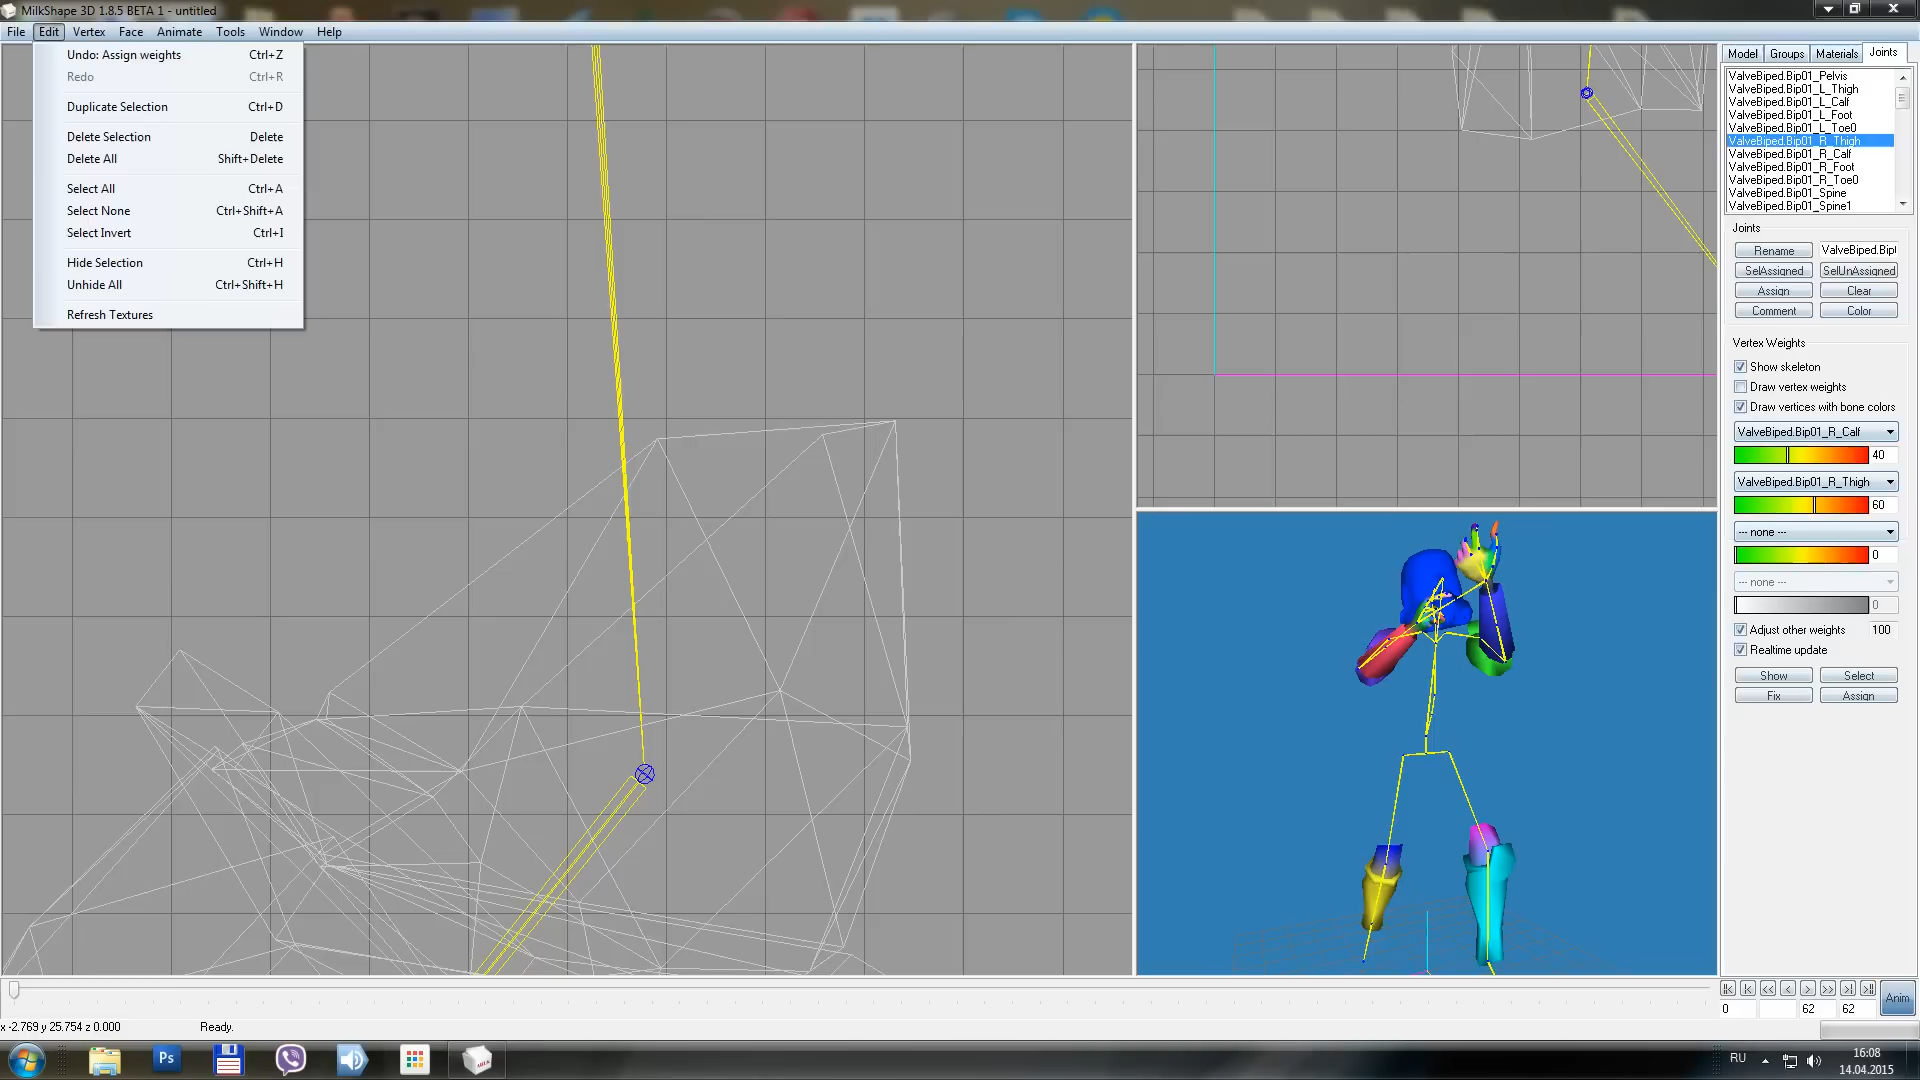 MilkShape 3D 1.8.5 BETA 1 - untitled
File Edit Vertex Face Animate Tools Window Help
Undo: Assign weights Ctrl+Z
Redo Ctrl+R
Duplicate Selection Ctrl+D
Delete Selection Delete
Delete All Shift+Delete
Select All Ctrl+A
Select None Ctrl+Shift+A
Select Invert Ctrl+I
Hide Selection Ctrl+H
Unhide All Ctrl+Shift+H
Refresh Textures
Model Groups Materials Joints
ValveBiped.Bip01_Pelvis
ValveBiped.Bip01_L_Thigh
ValveBiped.Bip01_L_Calf
ValveBiped.Bip01_L_Foot
ValveBiped.Bip01_L_Toe0
ValveBiped.Bip01_R_Thigh
ValveBiped.Bip01_R_Calf
ValveBiped.Bip01_R_Foot
ValveBiped.Bip01_R_Toe0
ValveBiped.Bip01_Spine
ValveBiped.Bip01_Spine1
Joints
Rename ValveBiped.Bip
SelAssigned SelUnAssigned
Assign Clear
Comment Color
Vertex Weights
Show skeleton
Draw vertex weights
Draw vertices with bone colors
ValveBiped.Bip01_R_Calf
40
ValveBiped.Bip01_R_Thigh
60
--- none ---
0
--- none ---
0
Adjust other weights 100
Realtime update
Show Select
Fix Assign
0 62 62
Anim
x -2.769 y 25.754 z 0.000 Ready.
Ps
RU
16:08
14.04.2015